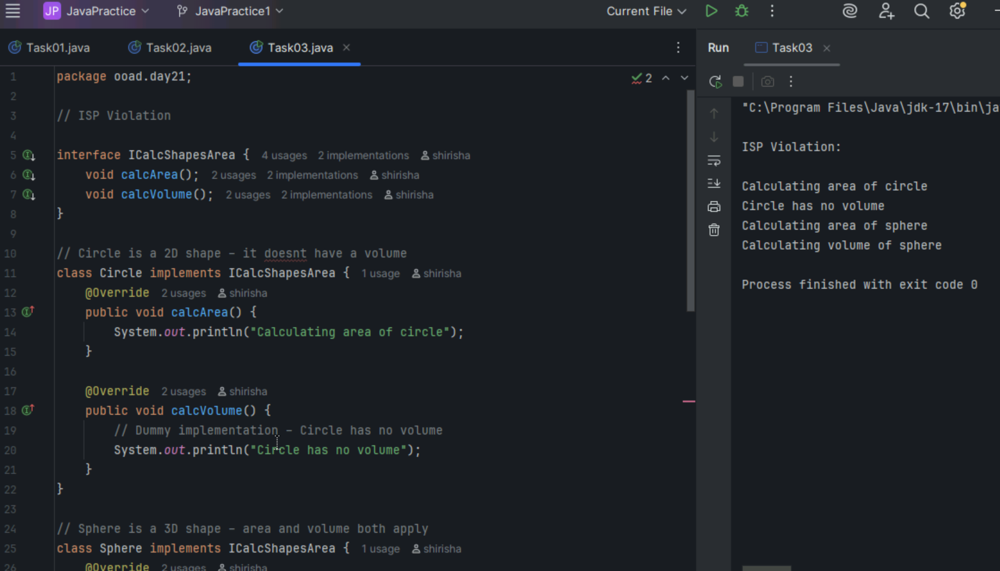 JP JavaPractice JavaPractice1 Current File
Task01.java Task02.java Task03.java
1 package ooad.day21; 2
2
3 // ISP Violation
4
5 interface ICalcShapesArea { 4 usages 2 implementations shirisha
6 void calcArea(); 2 usages 2 implementations shirisha
7 void calcVolume(); 2 usages 2 implementations shirisha
8 }
9
10 // Circle is a 2D shape – it doesnt have a volume
11 class Circle implements ICalcShapesArea { 1 usage shirisha
12 @Override 2 usages shirisha
13 public void calcArea() {
14 System.out.println("Calculating area of circle");
15 }
16
17 @Override 2 usages shirisha
18 public void calcVolume() {
19 // Dummy implementation – Circle has no volume
20 System.out.println("Circle has no volume");
21 }
22 }
23
24 // Sphere is a 3D shape – area and volume both apply
25 class Sphere implements ICalcShapesArea { 1 usage shirisha
26 @Override 2 usages shirisha
Run Task03
"C:\Program Files\Java\jdk-17\bin\ja
ISP Violation:
Calculating area of circle
Circle has no volume
Calculating area of sphere
Calculating volume of sphere
Process finished with exit code 0